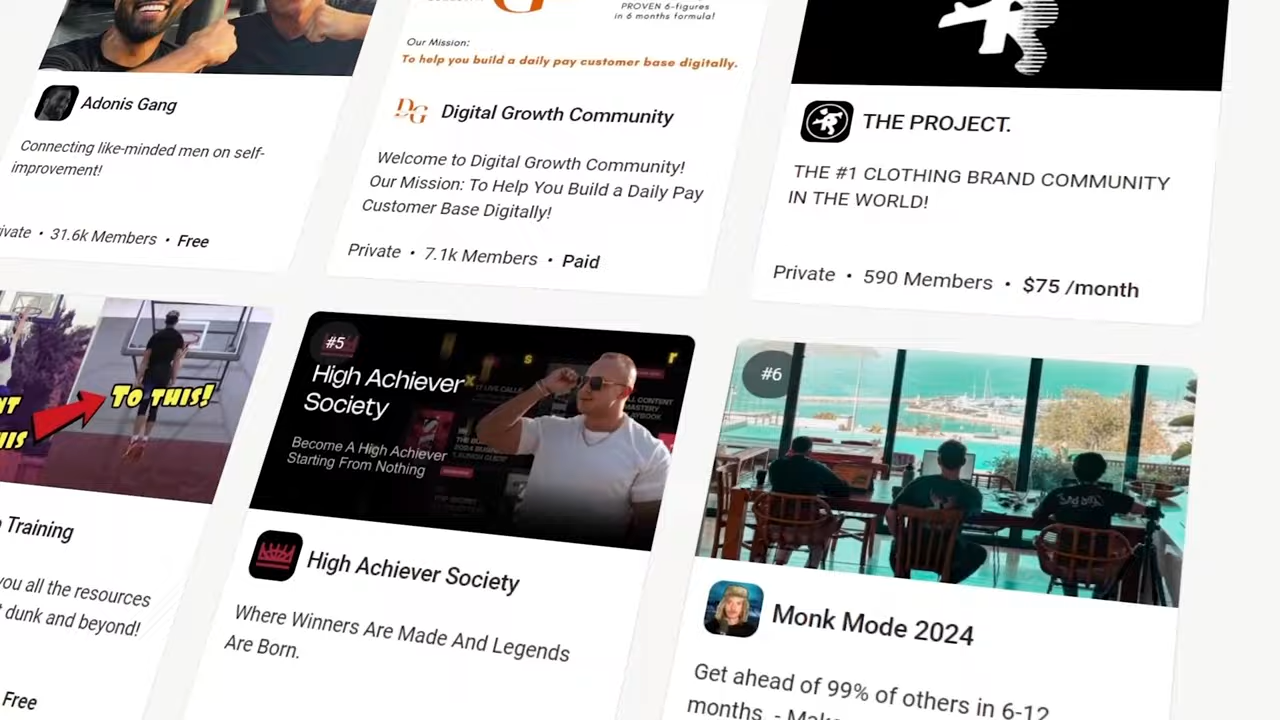 PROVEN 6-figures
in 6 months formula!
Our Mission:
To help you build a daily pay customer base digitally.
Adonis Gang
Connecting like-minded men on self-
improvement!
31.6k Members • Free
DG Digital Growth Community
Welcome to Digital Growth Community!
Our Mission: To Help You Build a Daily Pay
Customer Base Digitally!
Private • 7.1k Members • Paid
THE PROJECT.
THE #1 CLOTHING BRAND COMMUNITY
IN THE WORLD!
Private • 590 Members • $75 /month
TO THIS!
Training
you all the resources
dunk and beyond!
Free
#5
High Achiever
Society
Become A High Achiever
Starting From Nothing
High Achiever Society
Where Winners Are Made And Legends
Are Born.
#6
Monk Mode 2024
Get ahead of 99% of others in 6-12
months. -